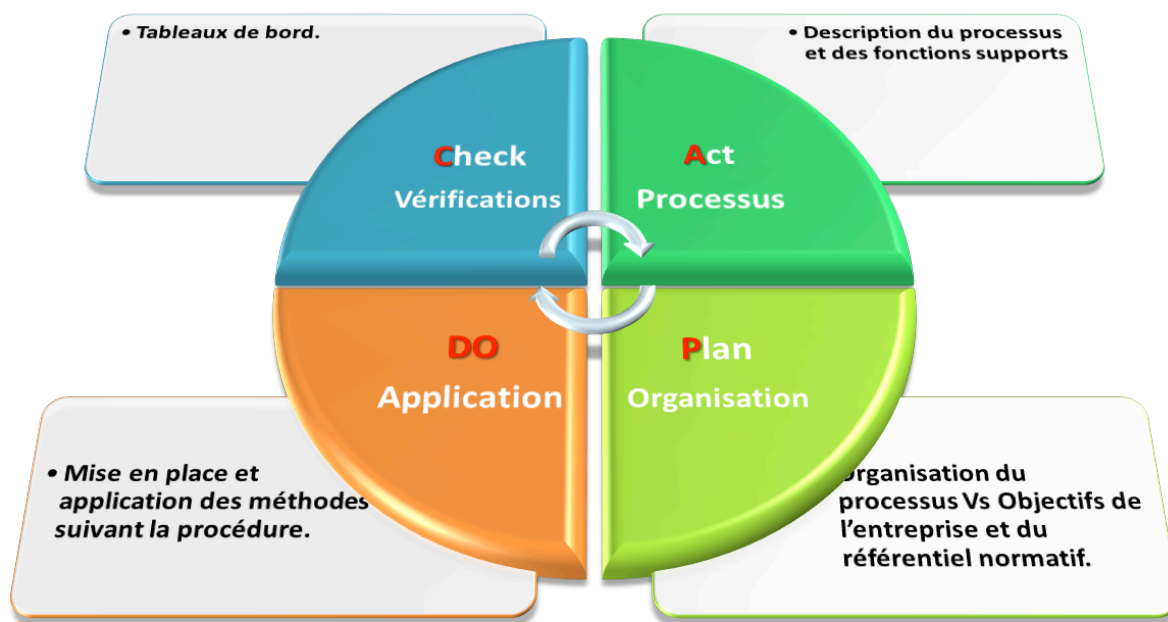 • Tableaux de bord.
• Description du processus
et des fonctions supports
Check
Vérifications
Act
Processus
DO
Application
Plan
Organisation
• Mise en place et
application des méthodes
suivant la procédure.
Organisation du
processus Vs Objectifs de
l'entreprise et du
référentiel normatif.